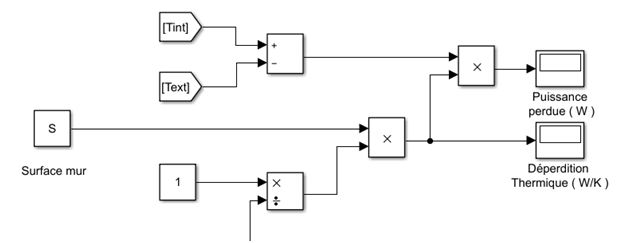 [Tint]
+
−
[Text]
×
Puissance
perdue ( W )
S
×
Surface mur
Déperdition
Thermique ( W/K )
1
×
÷